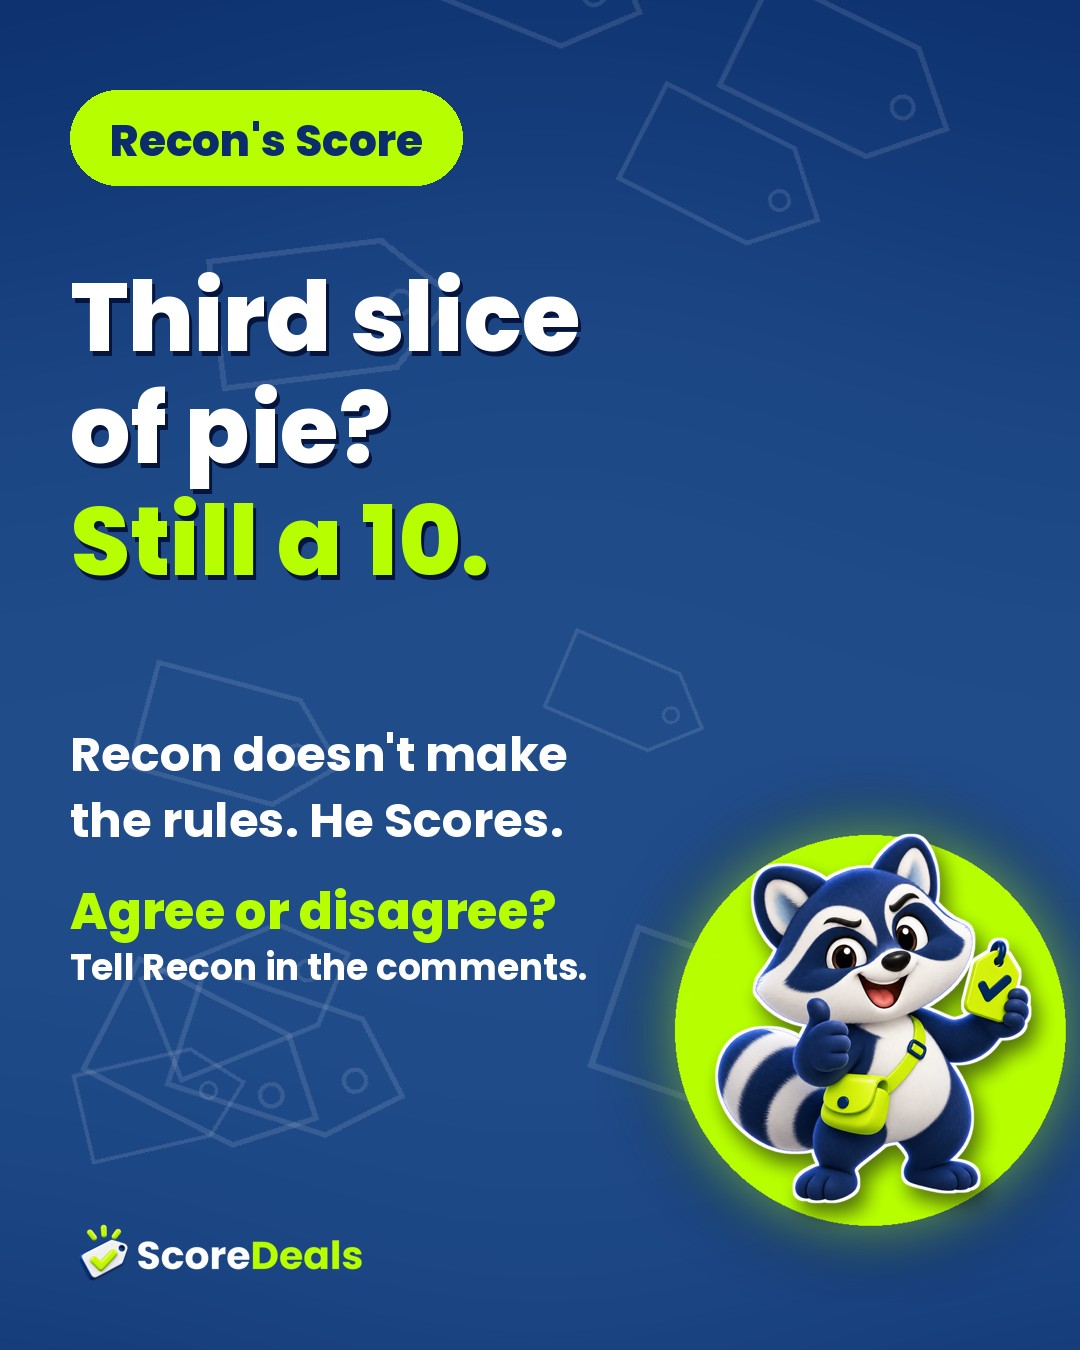 Recon's Score
Third slice
of pie?
Still a 10.
Recon doesn't make
the rules. He Scores.
Agree or disagree?
Tell Recon in the comments.
ScoreDeals